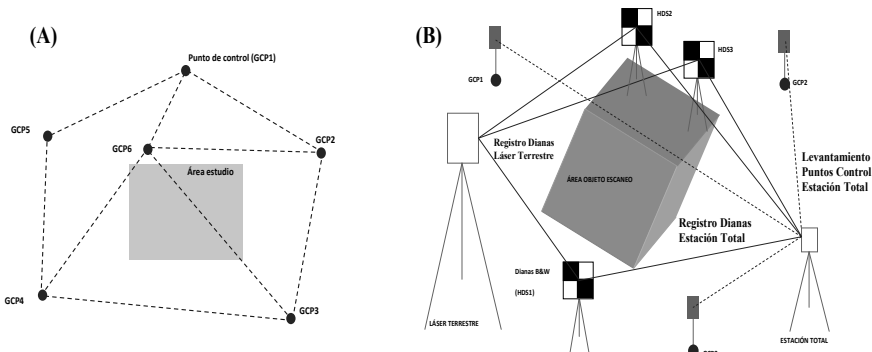 (A)
Punto de control (GCP1)
GCP5
GCP2
GCP6
Área estudio
GCP4
GCP3
(B)
HDS2
HDS3
GCP1
GCP2
Registro Dianas
Láser Terrestre
ÁREA OBJETO ESCANEO
Levantamiento
Puntos Control
Estación Total
Registro Dianas
Estación Total
Dianas B&W
(HDS1)
LÁSER TERRESTRE
ESTACIÓN TOTAL